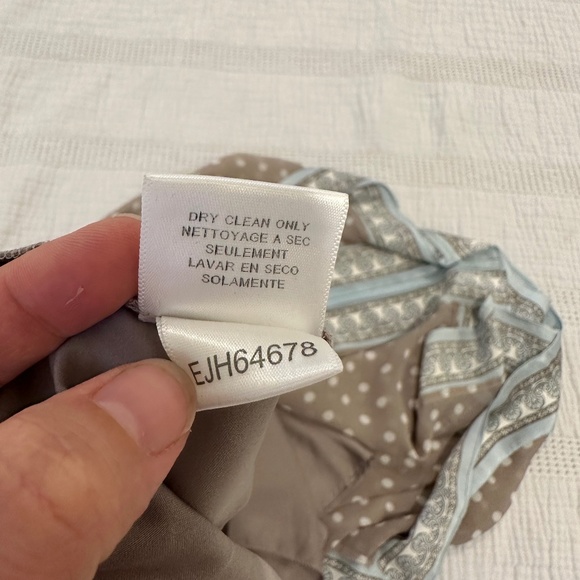 DRY CLEAN ONLY
NETTOYAGE A SEC
SEULEMENT
LAVAR EN SECO
SOLAMENTE
EJH64678